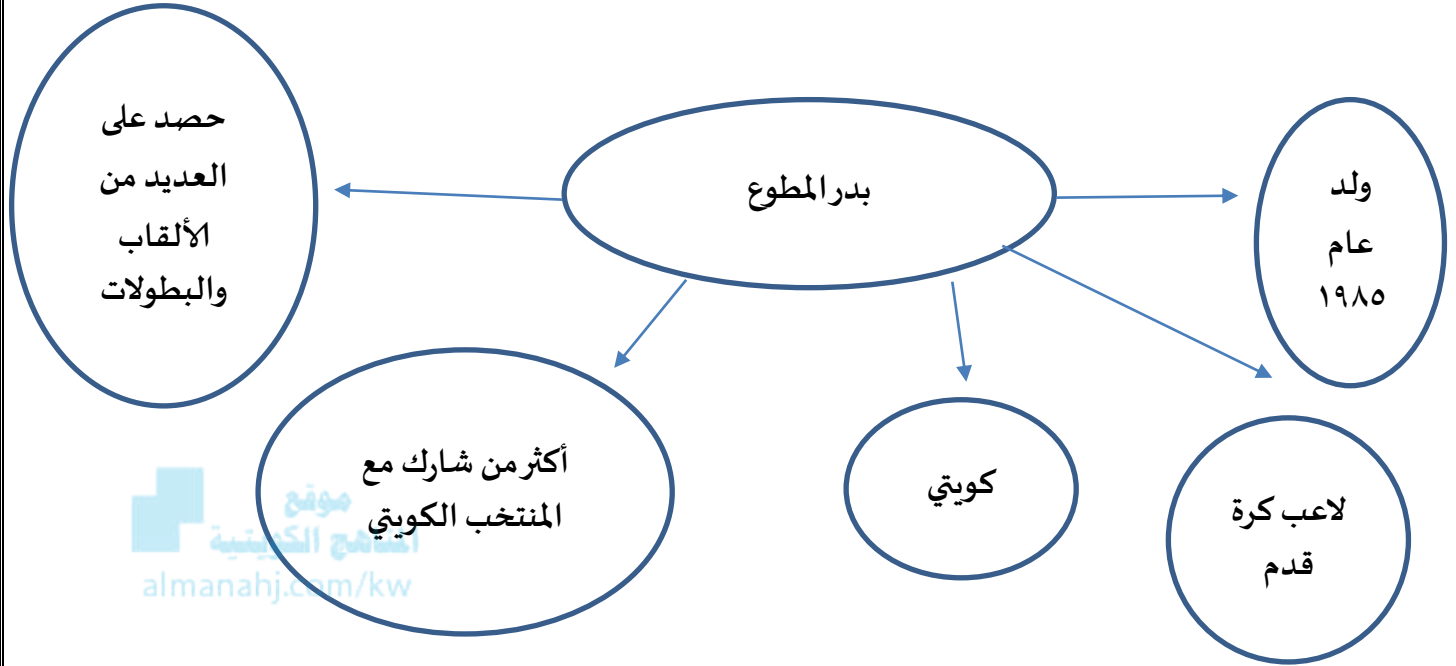 بدر المطوع
ولد
عام
١٩٨٥
لاعب كرة
قدم
كويتي
أكثر من شارك مع
المنتخب الكويتي
حصد على
العديد من
الألقاب
والبطولات
موقع
المناهج الكويتية
almanahj.com/kw